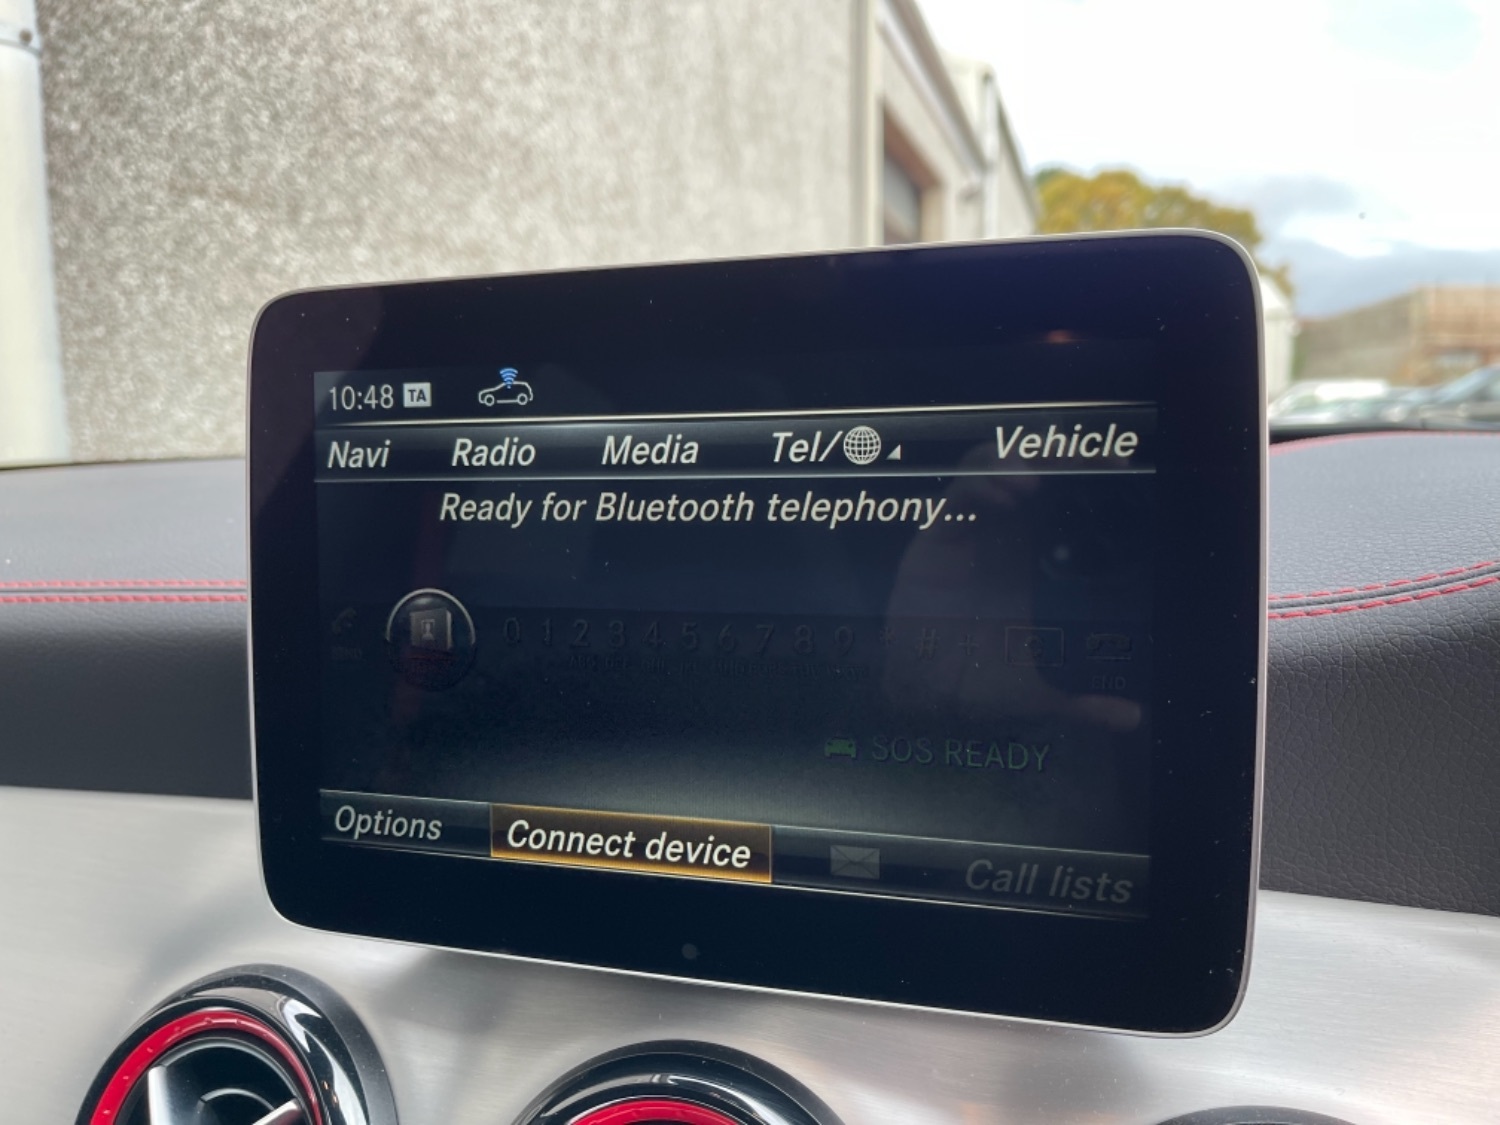 10:48 TA
Navi Radio Media Tel/ Vehicle
Ready for Bluetooth telephony...
0 1 2 3 4 5 6 7 8 9 * # +
END
SOS READY
Options Connect device Call lists